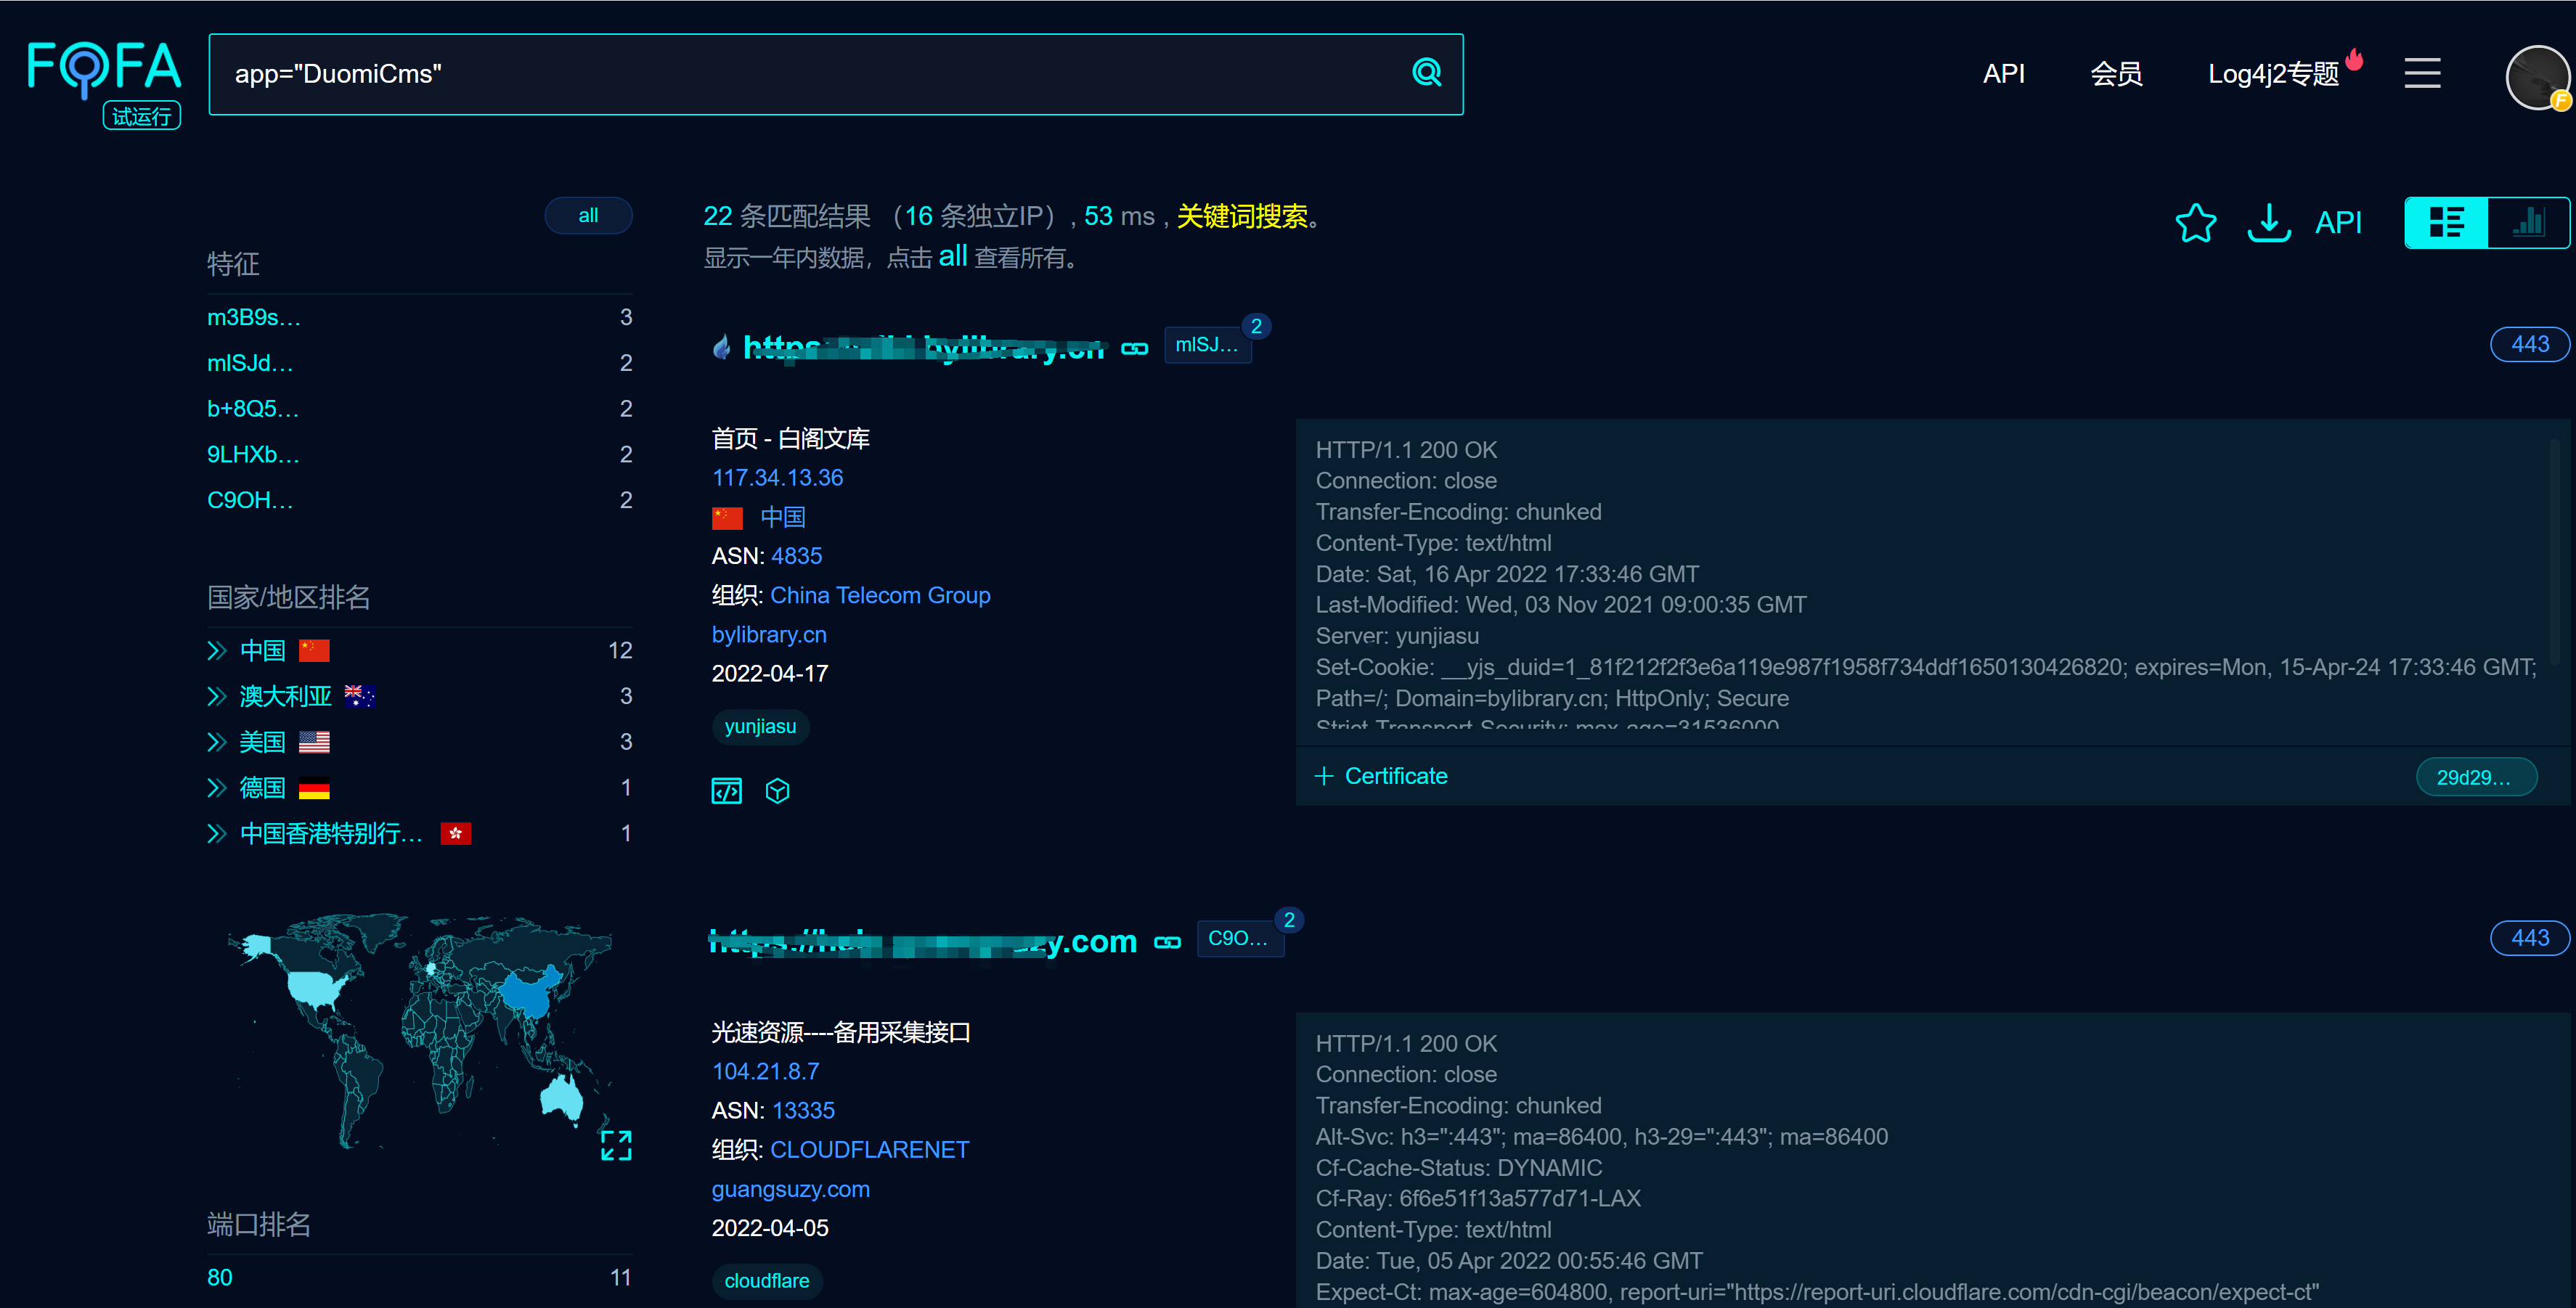 FOFA
试运行
app="DuomiCms"
API
会员
Log4j2专题
F
all
特征
m3B9s... 3
mlSJd... 2
b+8Q5... 2
9LHXb... 2
C9OH... 2
国家/地区排名
中国 12
澳大利亚 3
美国 3
德国 1
中国香港特别行... 1
端口排名
80 11
22 条匹配结果 （16 条独立IP）, 53 ms , 关键词搜索。
显示一年内数据，点击 all 查看所有。
API
mlSJ... 2
443
首页 - 白阁文库
117.34.13.36
中国
ASN: 4835
组织: China Telecom Group
bylibrary.cn
2022-04-17
yunjiasu
HTTP/1.1 200 OK
Connection: close
Transfer-Encoding: chunked
Content-Type: text/html
Date: Sat, 16 Apr 2022 17:33:46 GMT
Last-Modified: Wed, 03 Nov 2021 09:00:35 GMT
Server: yunjiasu
Set-Cookie: __yjs_duid=1_81f212f2f3e6a119e987f1958f734ddf1650130426820; expires=Mon, 15-Apr-24 17:33:46 GMT;
Path=/; Domain=bylibrary.cn; HttpOnly; Secure
Strict-Transport-Security: max-age=31536000
Certificate
29d29...
y.com
C9O... 2
443
光速资源----备用采集接口
104.21.8.7
ASN: 13335
组织: CLOUDFLARENET
guangsuzy.com
2022-04-05
cloudflare
HTTP/1.1 200 OK
Connection: close
Transfer-Encoding: chunked
Alt-Svc: h3=":443"; ma=86400, h3-29=":443"; ma=86400
Cf-Cache-Status: DYNAMIC
Cf-Ray: 6f6e51f13a577d71-LAX
Content-Type: text/html
Date: Tue, 05 Apr 2022 00:55:46 GMT
Expect-Ct: max-age=604800, report-uri="https://report-uri.cloudflare.com/cdn-cgi/beacon/expect-ct"